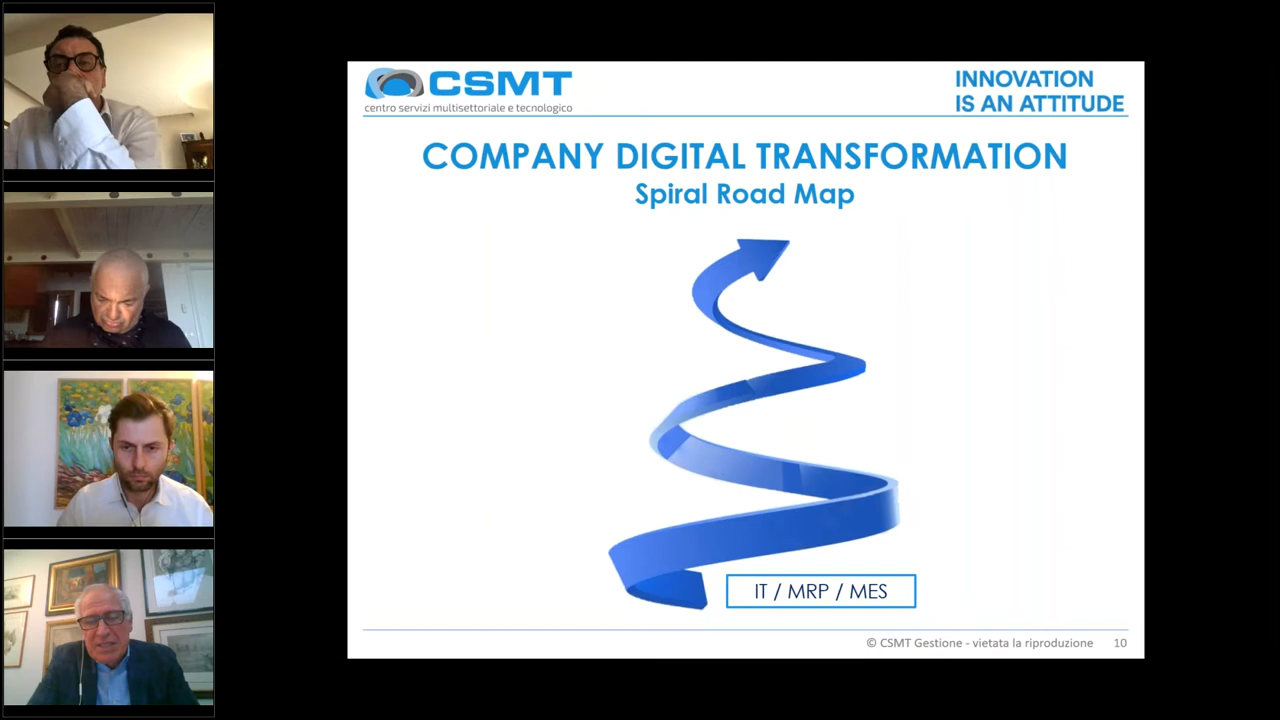 CSMT
centro servizi multisettoriale e tecnologico
INNOVATION
IS AN ATTITUDE
COMPANY DIGITAL TRANSFORMATION
Spiral Road Map
IT / MRP / MES
© CSMT Gestione - vietata la riproduzione 10